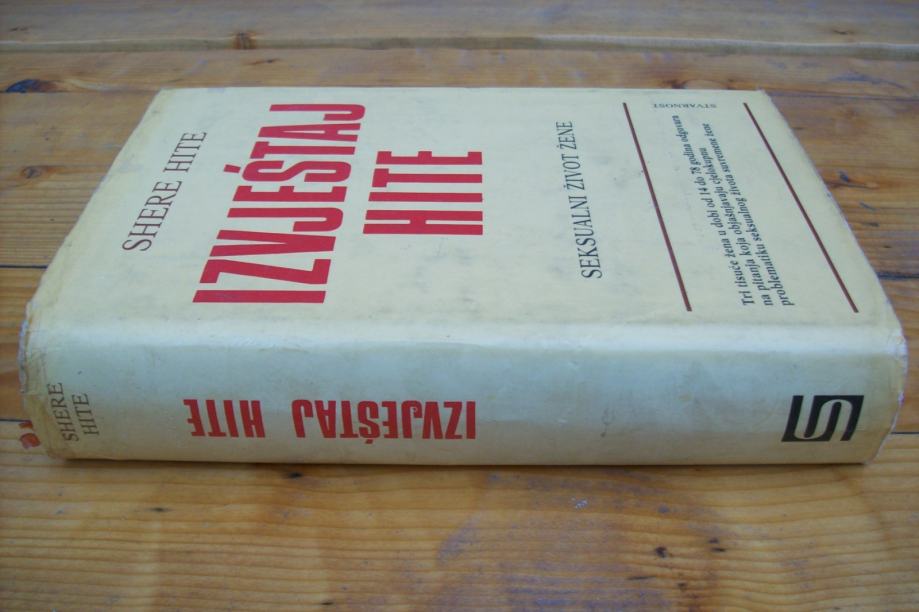 SHERE HITE
IZVJEŠTAJ
HITE
SEKSUALNI ŽIVOT ŽENE
STVARNOST
Tri tisuće žena u dobi od 14 do 78 godina odgovara
na pitanja koja objašnjavaju cjelokupnu
problematiku seksualnog života suvremene žene
SHERE
HITE
IZVJEŠTAJ HITE